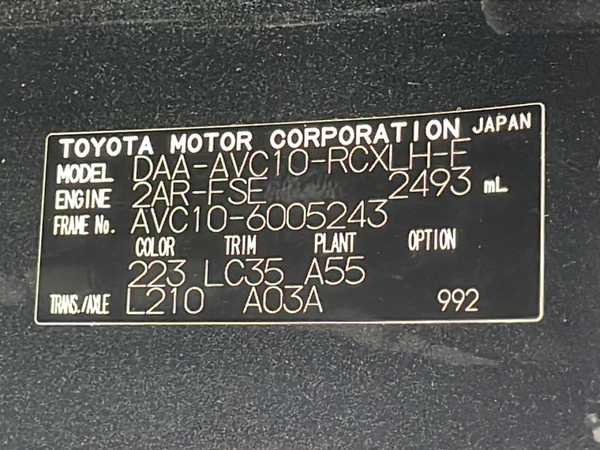 TOYOTA MOTOR CORPORATION JAPAN
MODEL DAA-AVC10-RCXLH-E
ENGINE 2AR-FSE 2493 mL
FRAME No. AVC10-6005243
COLOR TRIM PLANT OPTION
223 LC35 A55
TRANS./AXLE L210 A03A 992